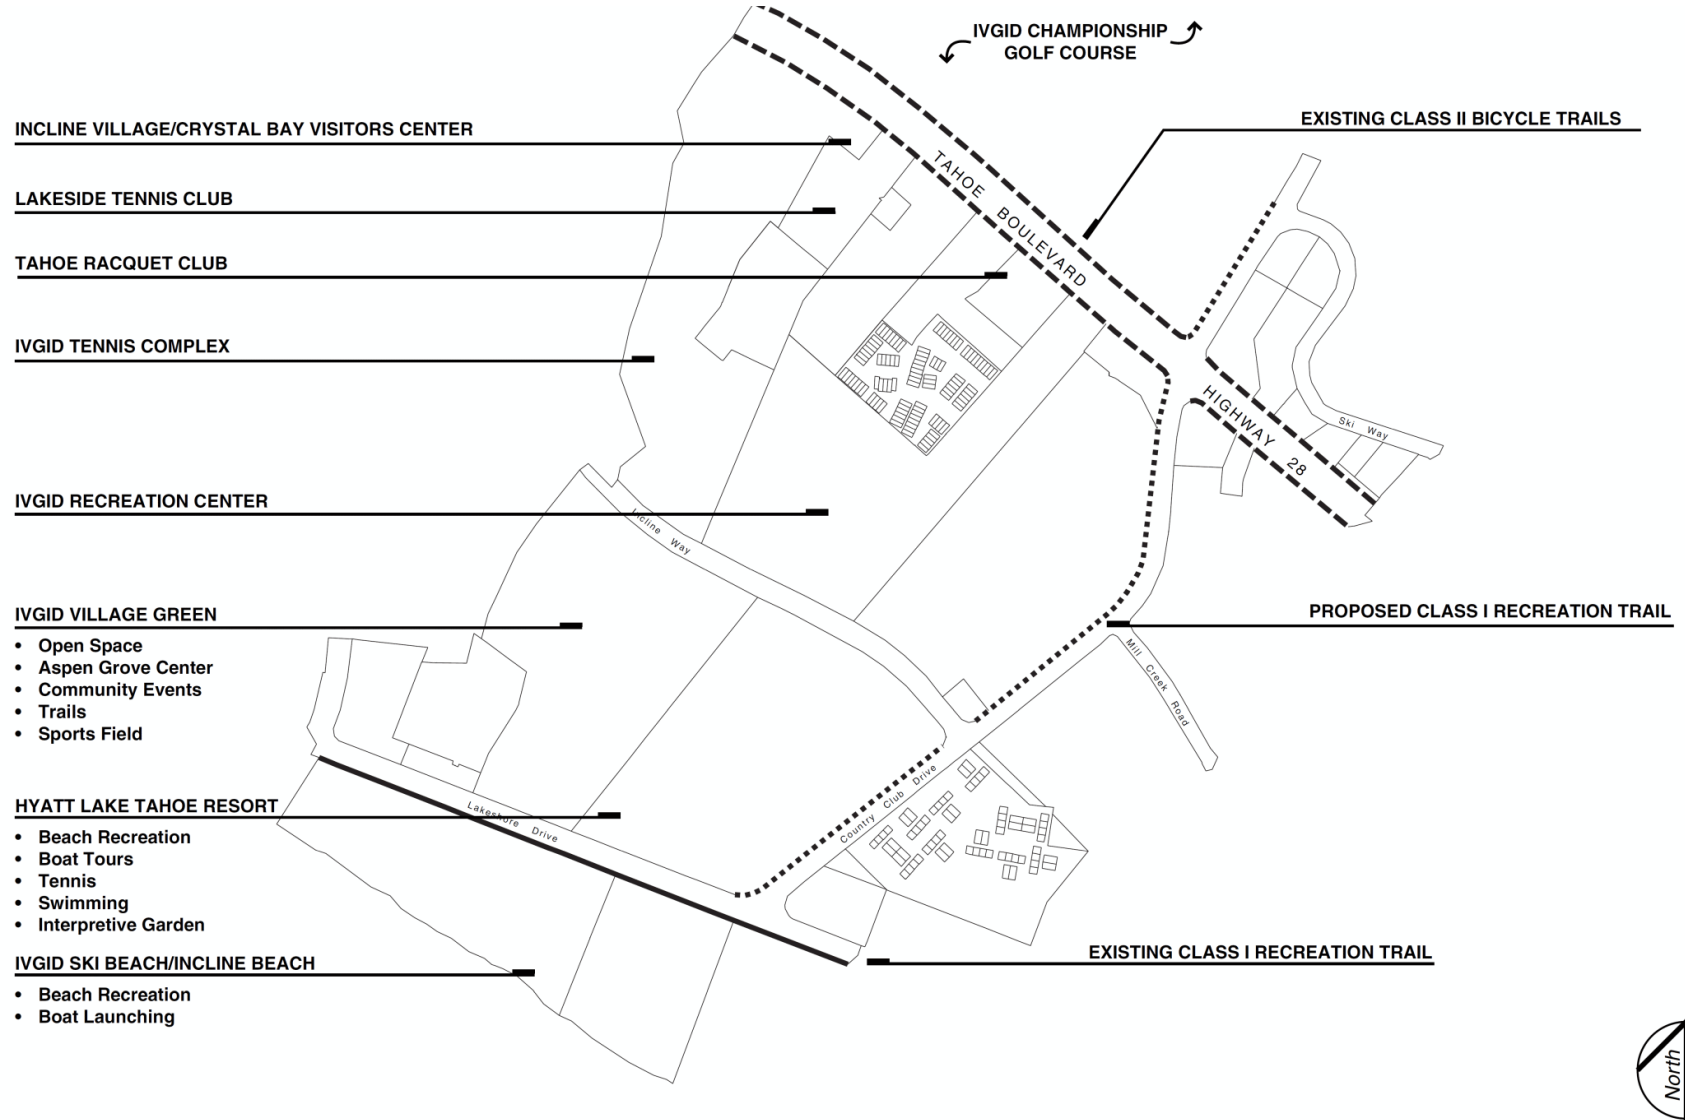 IVGID CHAMPIONSHIP
GOLF COURSE
INCLINE VILLAGE/CRYSTAL BAY VISITORS CENTER
EXISTING CLASS II BICYCLE TRAILS
LAKESIDE TENNIS CLUB
TAHOE BOULEVARD
TAHOE RACQUET CLUB
IVGID TENNIS COMPLEX
HIGHWAY 28
Ski Way
IVGID RECREATION CENTER
Incline Way
IVGID VILLAGE GREEN
• Open Space
• Aspen Grove Center
• Community Events
• Trails
• Sports Field
PROPOSED CLASS I RECREATION TRAIL
Mill Creek Road
HYATT LAKE TAHOE RESORT
• Beach Recreation
• Boat Tours
• Tennis
• Swimming
• Interpretive Garden
Lakeshore Drive
Country Club Drive
IVGID SKI BEACH/INCLINE BEACH
• Beach Recreation
• Boat Launching
EXISTING CLASS I RECREATION TRAIL
North